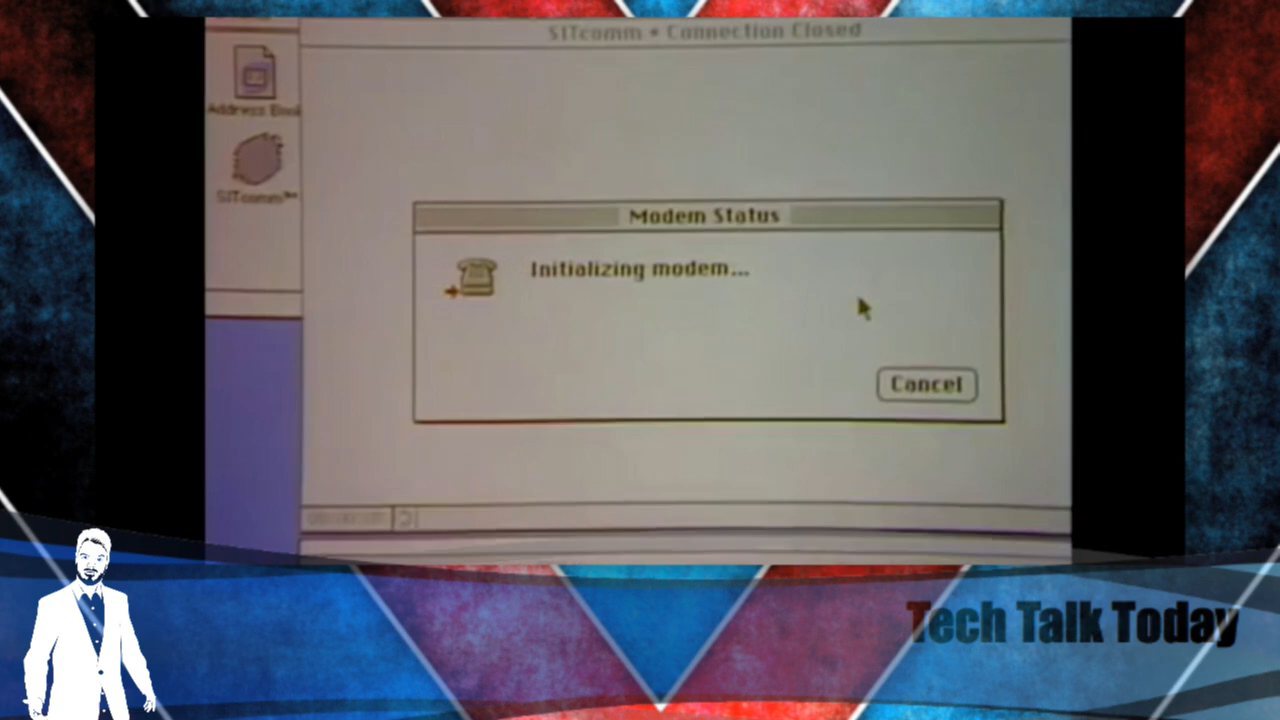 SITcomm • Connection Closed
Address Book
SITcomm™
Modem Status
Initializing modem...
Cancel
Tech Talk Today